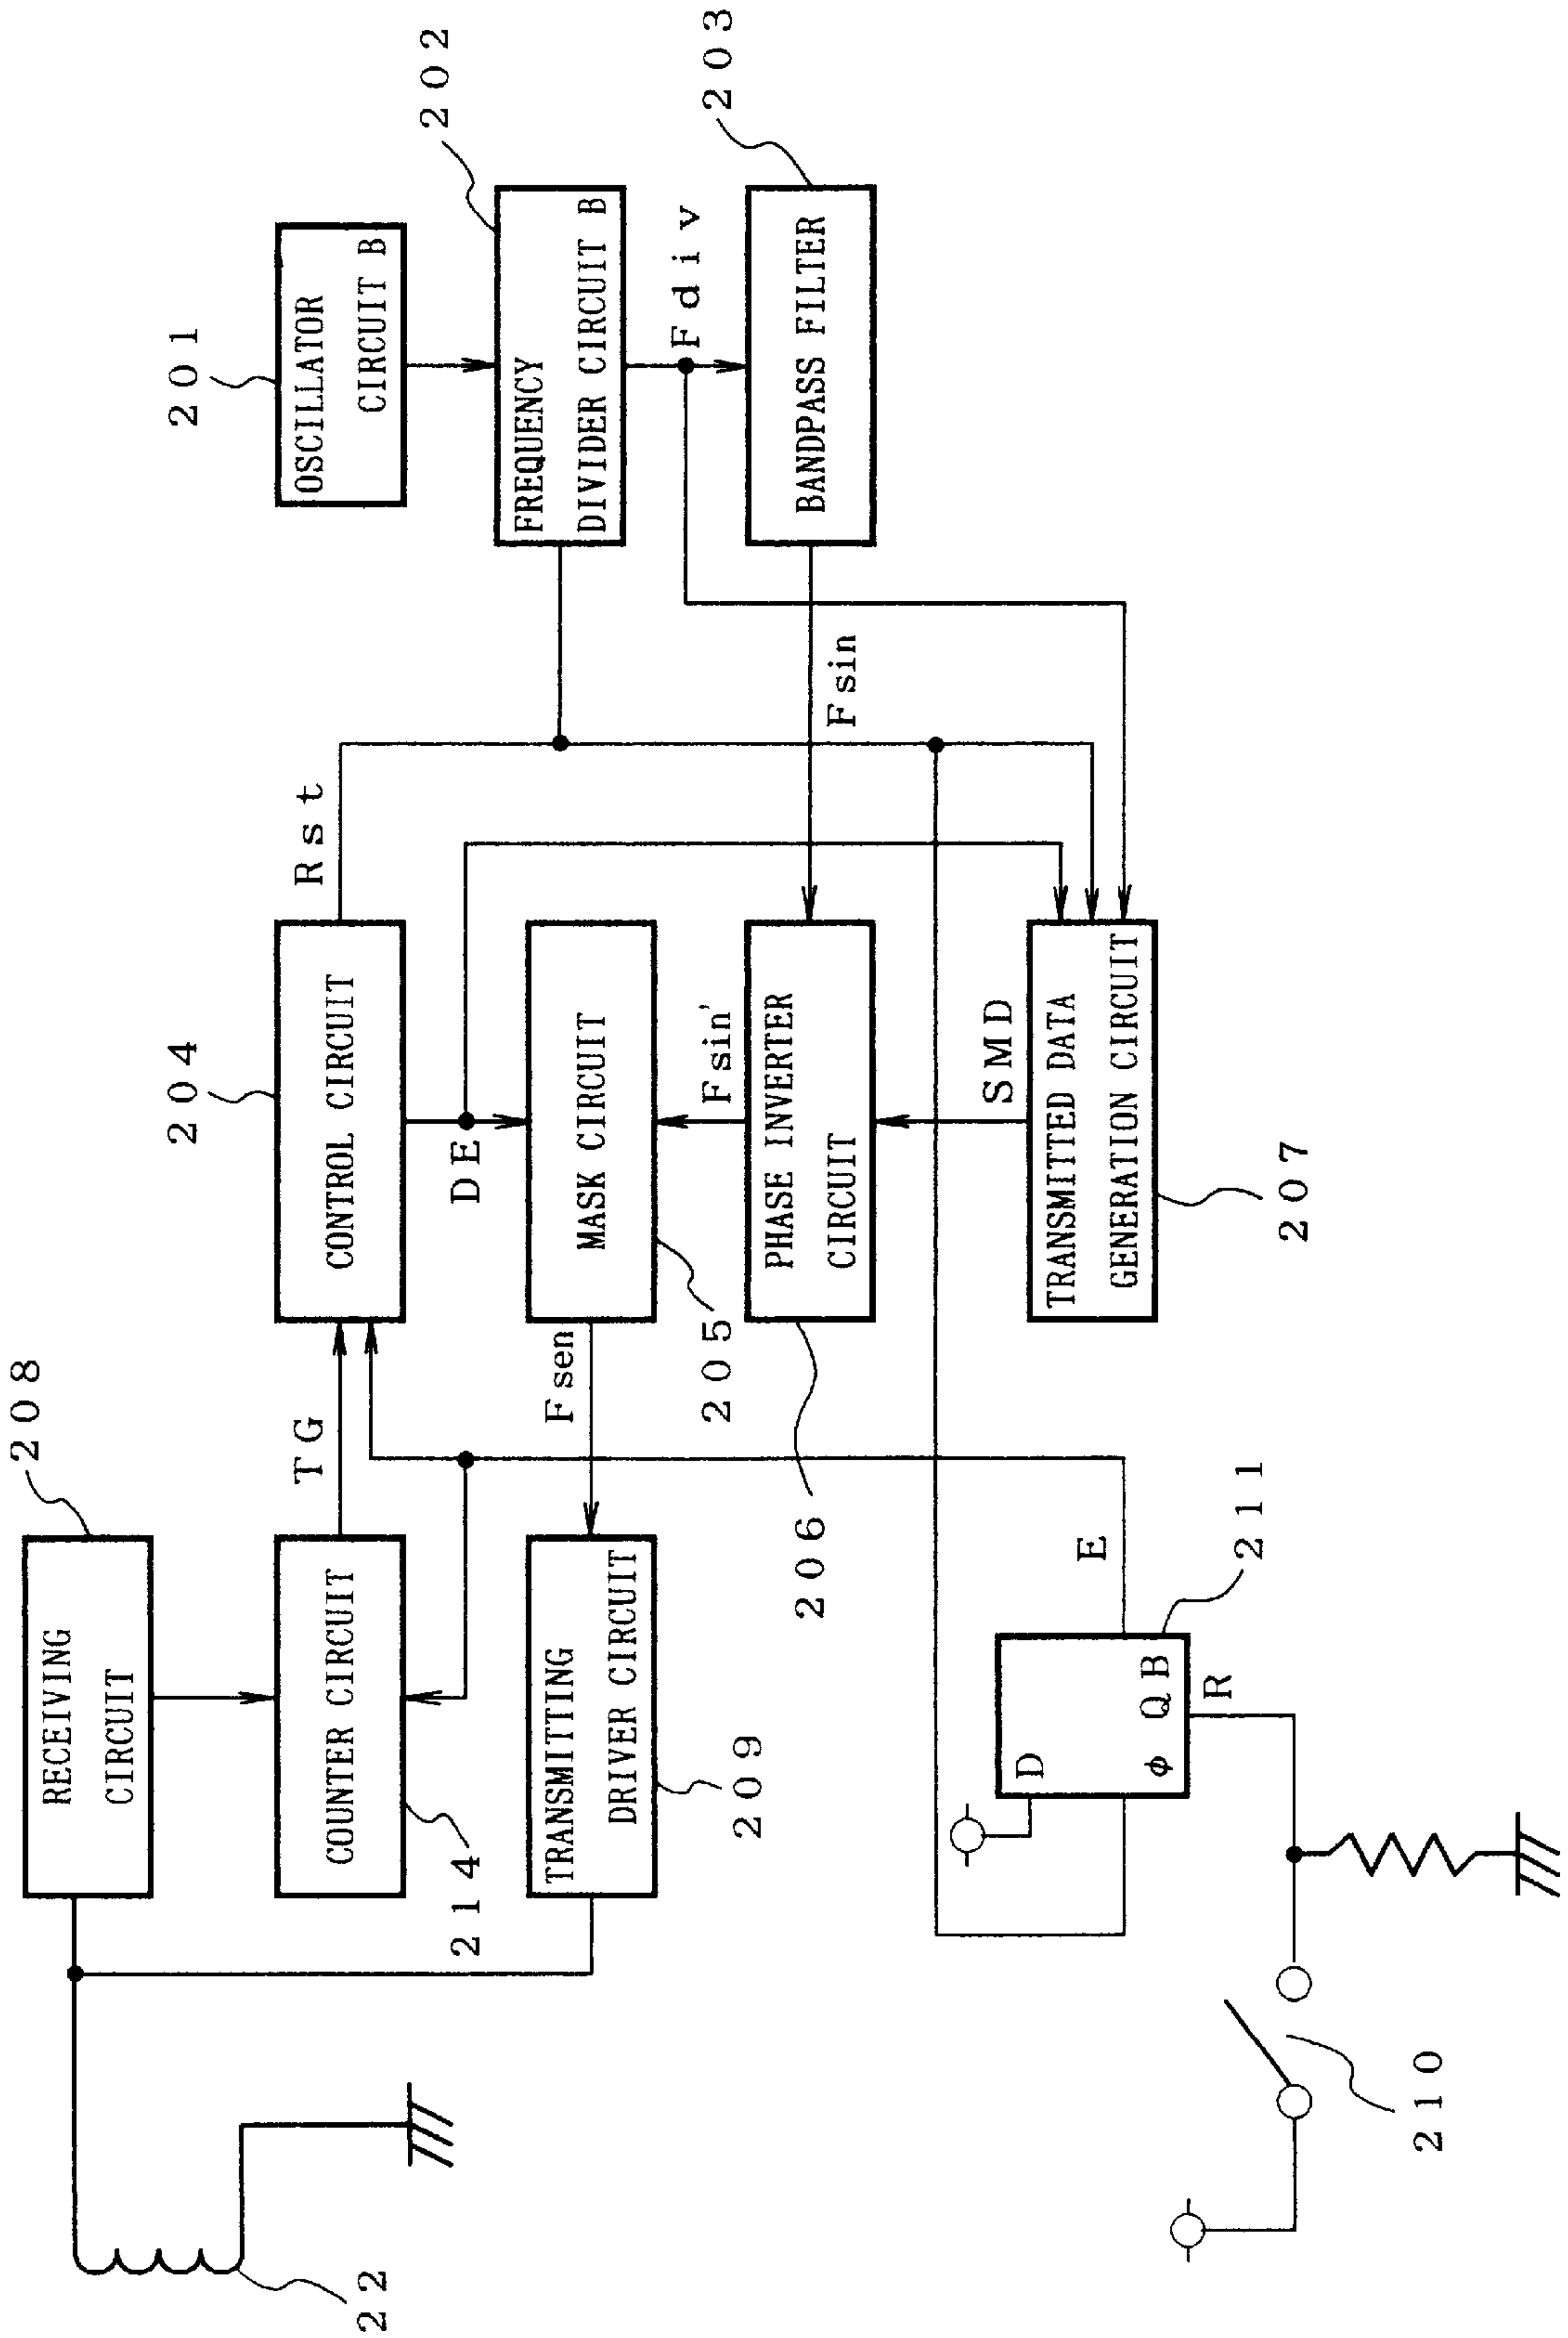 208
RECEIVING
CIRCUIT
TG
204
Rst
201
OSCILLATOR
CIRCUIT B
COUNTER CIRCUIT
214
CONTROL CIRCUIT
DE
202
FREQUENCY
DIVIDER CIRCUIT B
22
Fsen
TRANSMITTING
DRIVER CIRCUIT
209
MASK CIRCUIT
205
Fdiv
203
Fsin'
PHASE INVERTER
CIRCUIT
206
Fsin
BANDPASS FILTER
SMD
D
φ
QB
R
E
211
TRANSMITTED DATA
GENERATION CIRCUIT
207
210